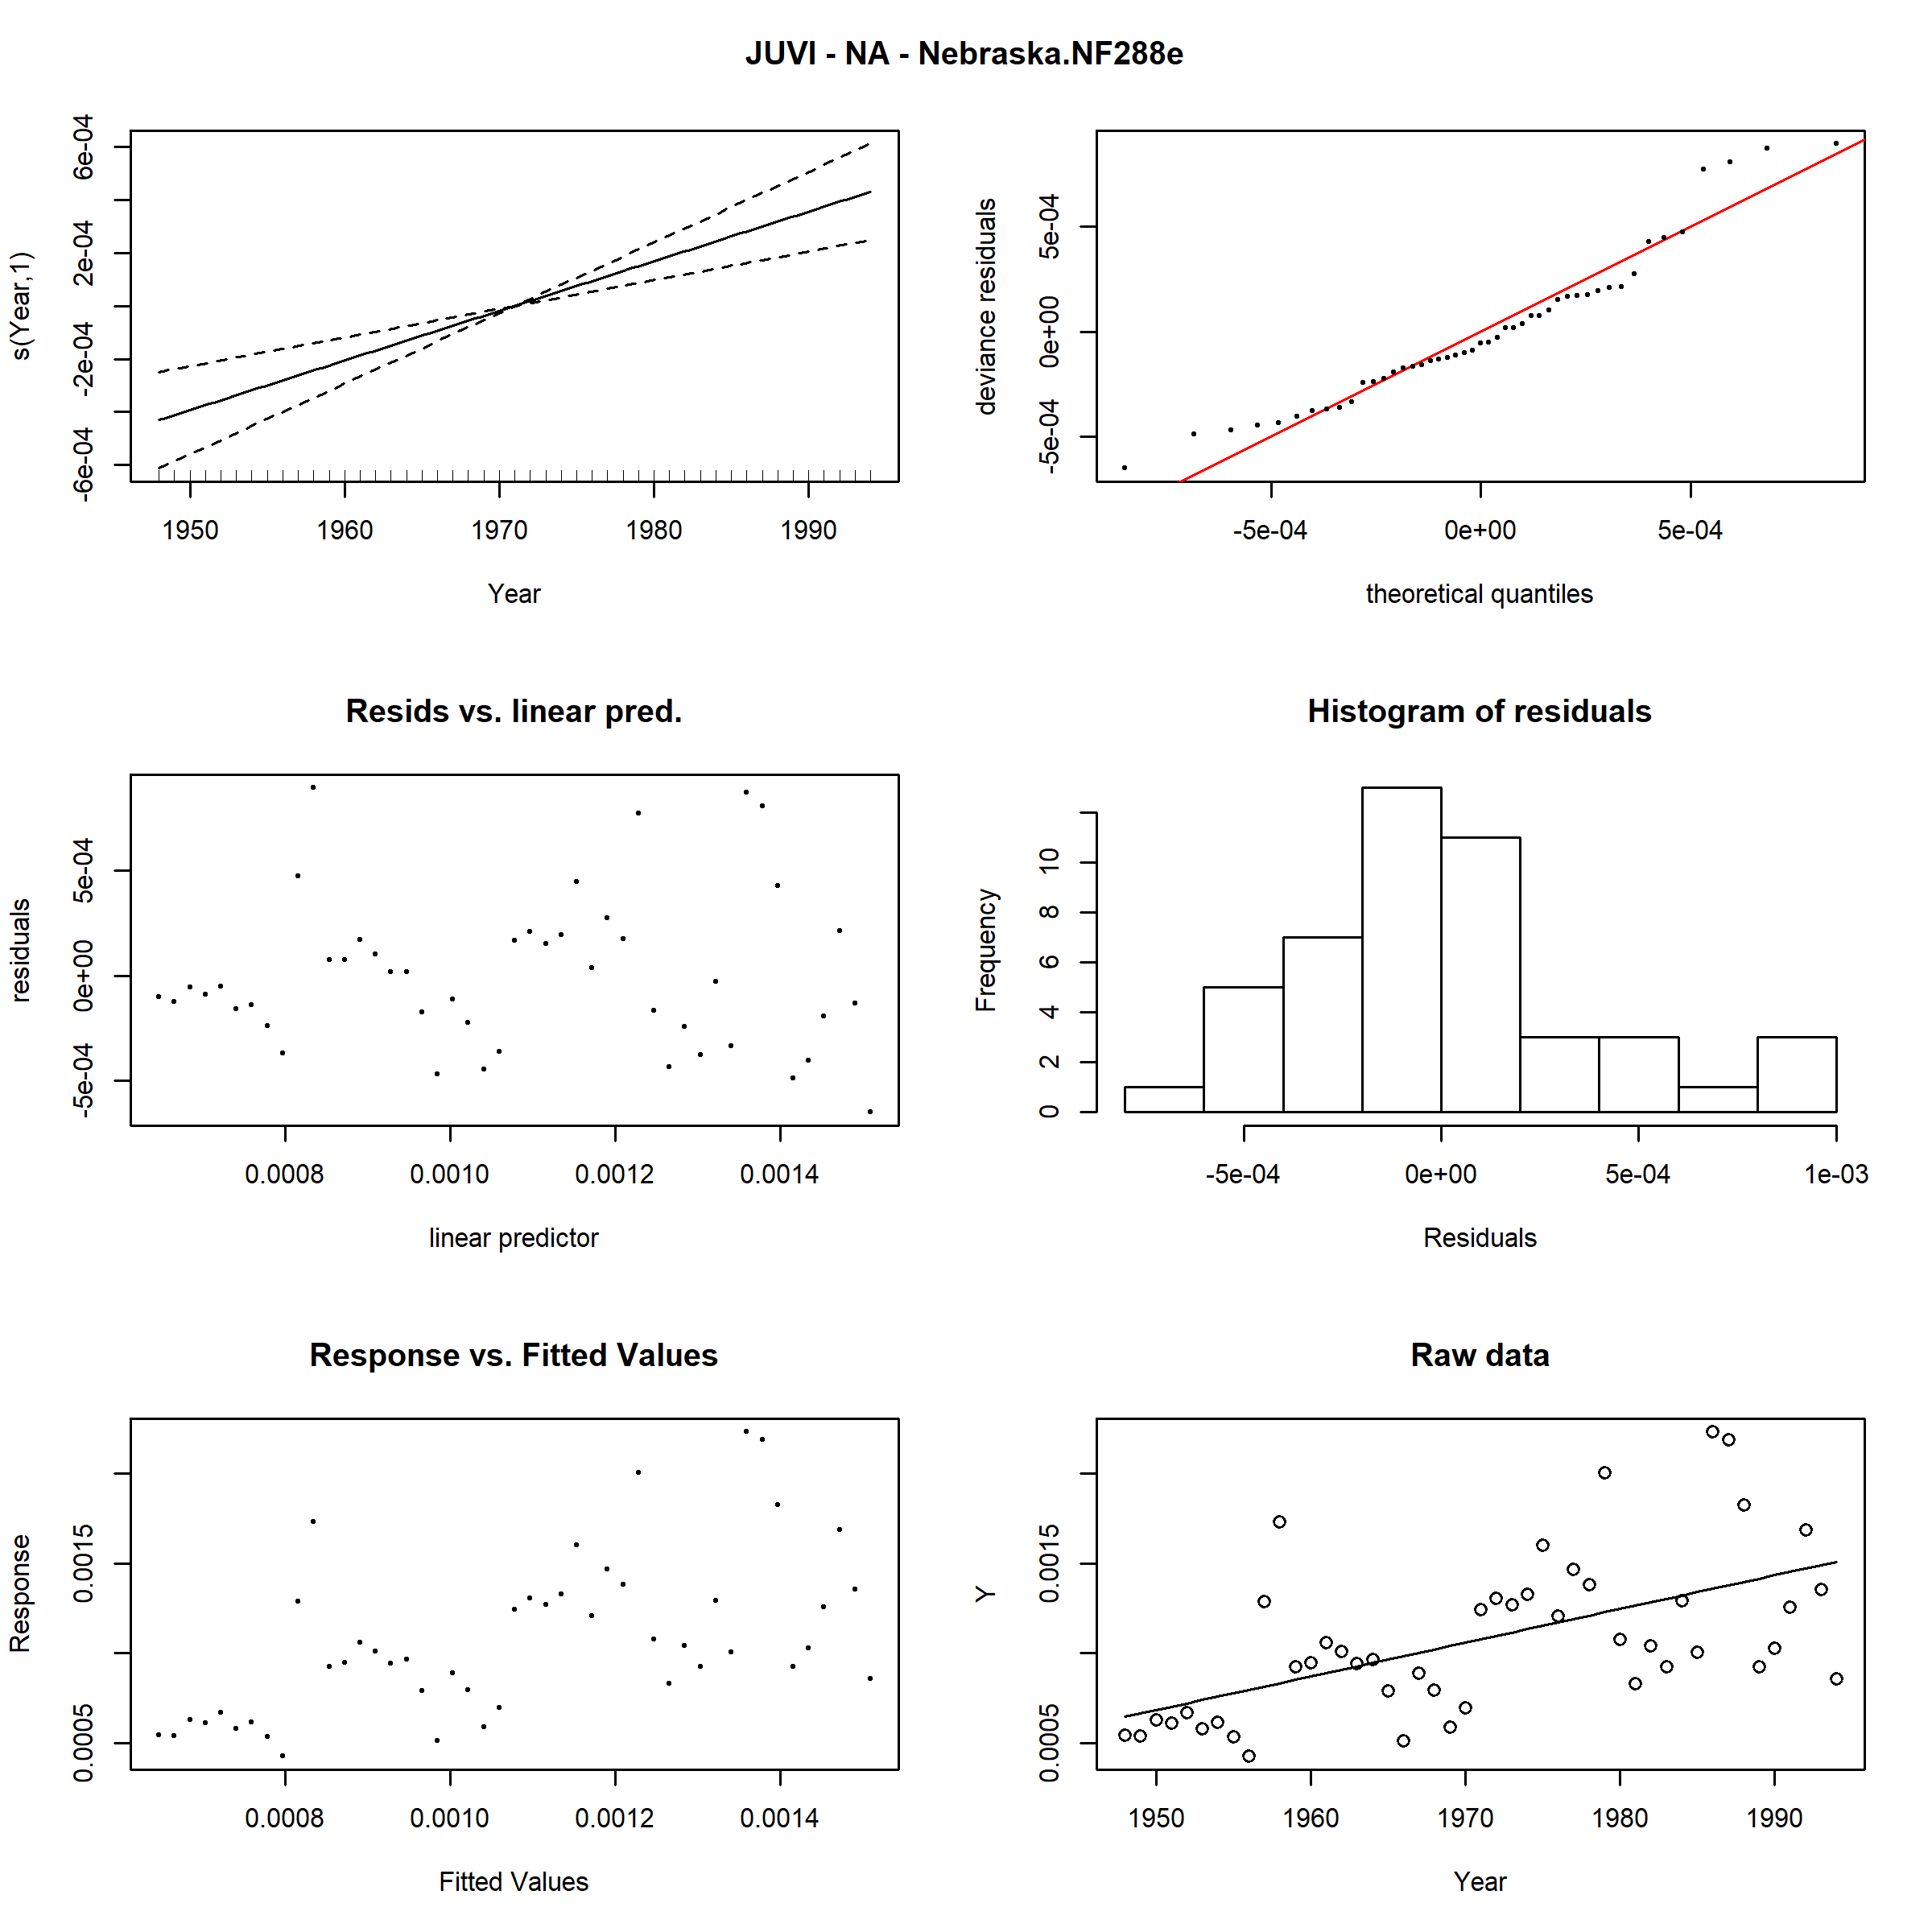 JUVI - NA - Nebraska.NF288e
s(Year,1)
-6e-04
-2e-04
2e-04
6e-04
1950 1960 1970 1980 1990
Year
deviance residuals
-5e-04
0e+00
5e-04
-5e-04 0e+00 5e-04
theoretical quantiles
Resids vs. linear pred.
residuals
-5e-04
0e+00
5e-04
0.0008 0.0010 0.0012 0.0014
linear predictor
Histogram of residuals
Frequency
0
2
4
6
8
10
-5e-04 0e+00 5e-04 1e-03
Residuals
Response vs. Fitted Values
Response
0.0005
0.0015
0.0008 0.0010 0.0012 0.0014
Fitted Values
Raw data
Y
0.0005
0.0015
1950 1960 1970 1980 1990
Year